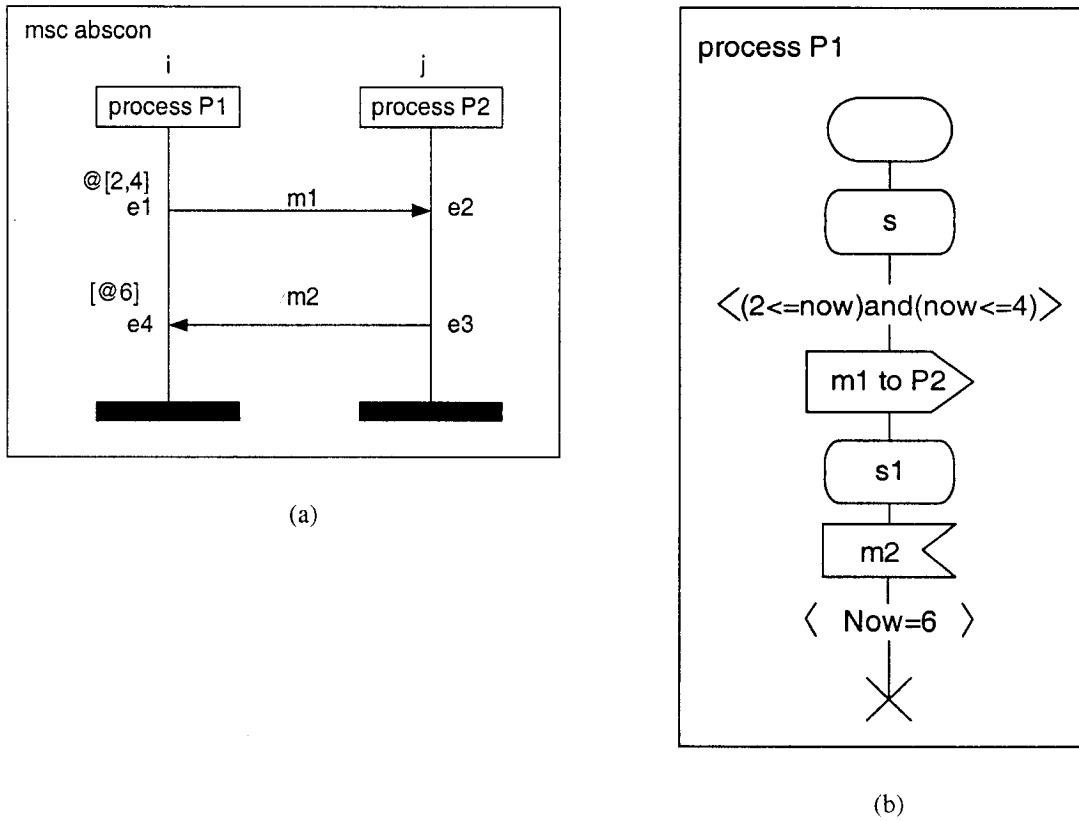 msc abscon
i
j
process P1
process P2
@[2,4]
e1
m1
e2
[@6]
e4
m2
e3
(a)
process P1
s
<(2<=now)and(now<=4)>
m1 to P2
s1
m2
< Now=6 >
(b)